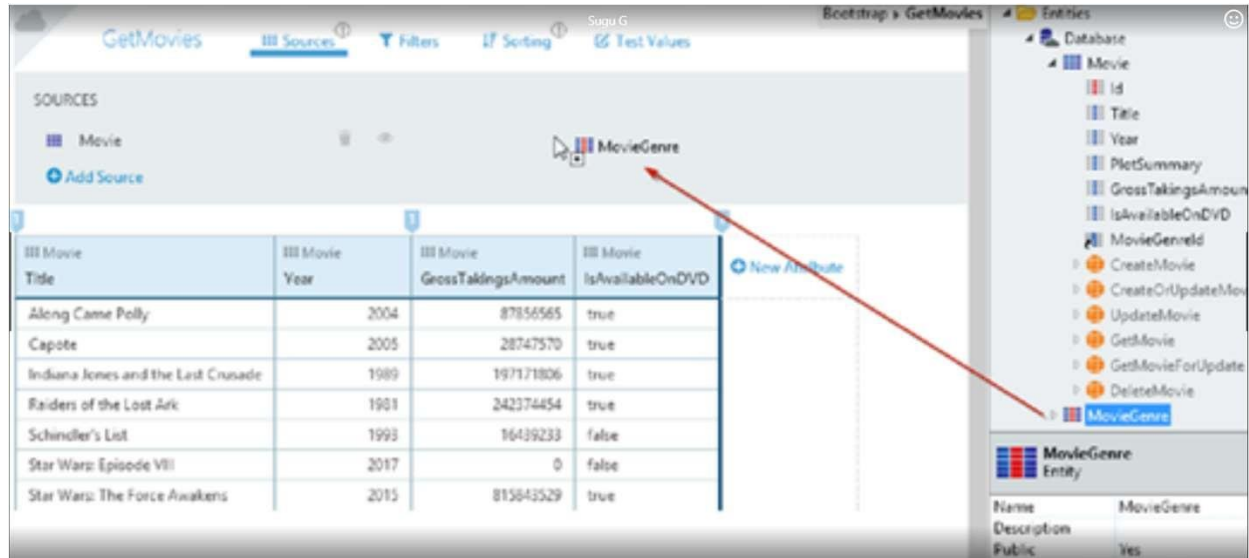 Sugu G
Bootstrap ▸ GetMovies
GetMovies
Sources
Filters
Sorting
Test Values
SOURCES
Movie
MovieGenre
Add Source
Movie Title
Movie Year
Movie GrossTakingsAmount
Movie IsAvailableOnDVD
New Attribute
Along Came Polly 2004 87856565 true
Capote 2005 28747570 true
Indiana Jones and the Last Crusade 1989 197171806 true
Raiders of the Lost Ark 1981 242374454 true
Schindler's List 1993 16439233 false
Star Wars: Episode VIII 2017 0 false
Star Wars: The Force Awakens 2015 815843529 true
Entities
Database
Movie
Id
Title
Year
PlotSummary
GrossTakingsAmoun
IsAvailableOnDVD
MovieGenreId
CreateMovie
CreateOrUpdateMov
UpdateMovie
GetMovie
GetMovieForUpdate
DeleteMovie
MovieGenre
MovieGenre
Entity
Name MovieGenre
Description
Public Yes